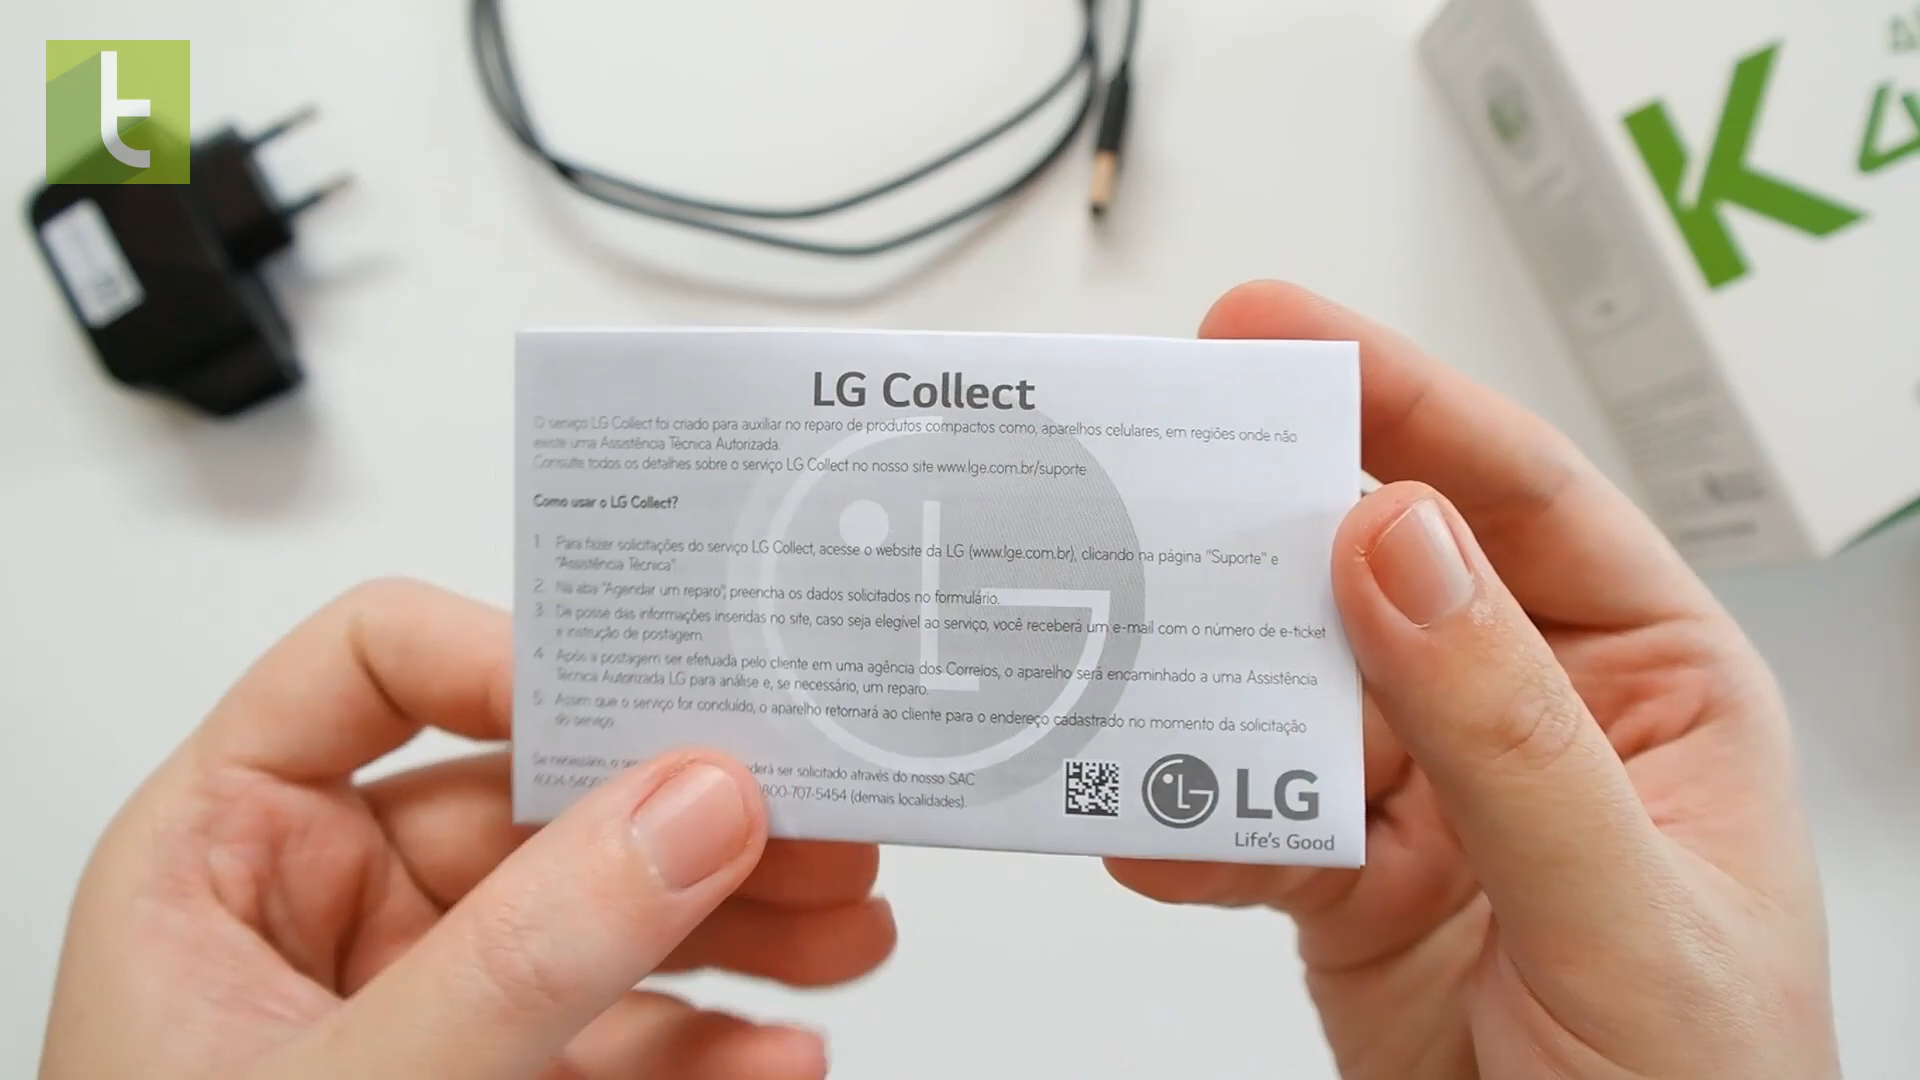 t
K
LG Collect
O serviço LG Collect foi criado para auxiliar no reparo de produtos compactos como, aparelhos celulares, em regiões onde não
existe uma Assistência Técnica Autorizada.
Consulte todos os detalhes sobre o serviço LG Collect no nosso site www.lge.com.br/suporte
Como usar o LG Collect?
1 Para fazer solicitações do serviço LG Collect, acesse o website da LG (www.lge.com.br), clicando na página "Suporte" e
"Assistência Técnica"
2 Na aba "Agendar um reparo", preencha os dados solicitados no formulário.
3 De posse das informações inseridas no site, caso seja elegível ao serviço, você receberá um e-mail com o número de e-ticket
e instrução de postagem.
4 Após a postagem ser efetuada pelo cliente em uma agência dos Correios, o aparelho será encaminhado a uma Assistência
Técnica Autorizada LG para análise e, se necessário, um reparo.
5 Assim que o serviço for concluído, o aparelho retornará ao cliente para o endereço cadastrado no momento da solicitação
do serviço.
Se necessário, o ser derá ser solicitado através do nosso SAC
800-707-5454 (demais localidades).
LG
Life's Good